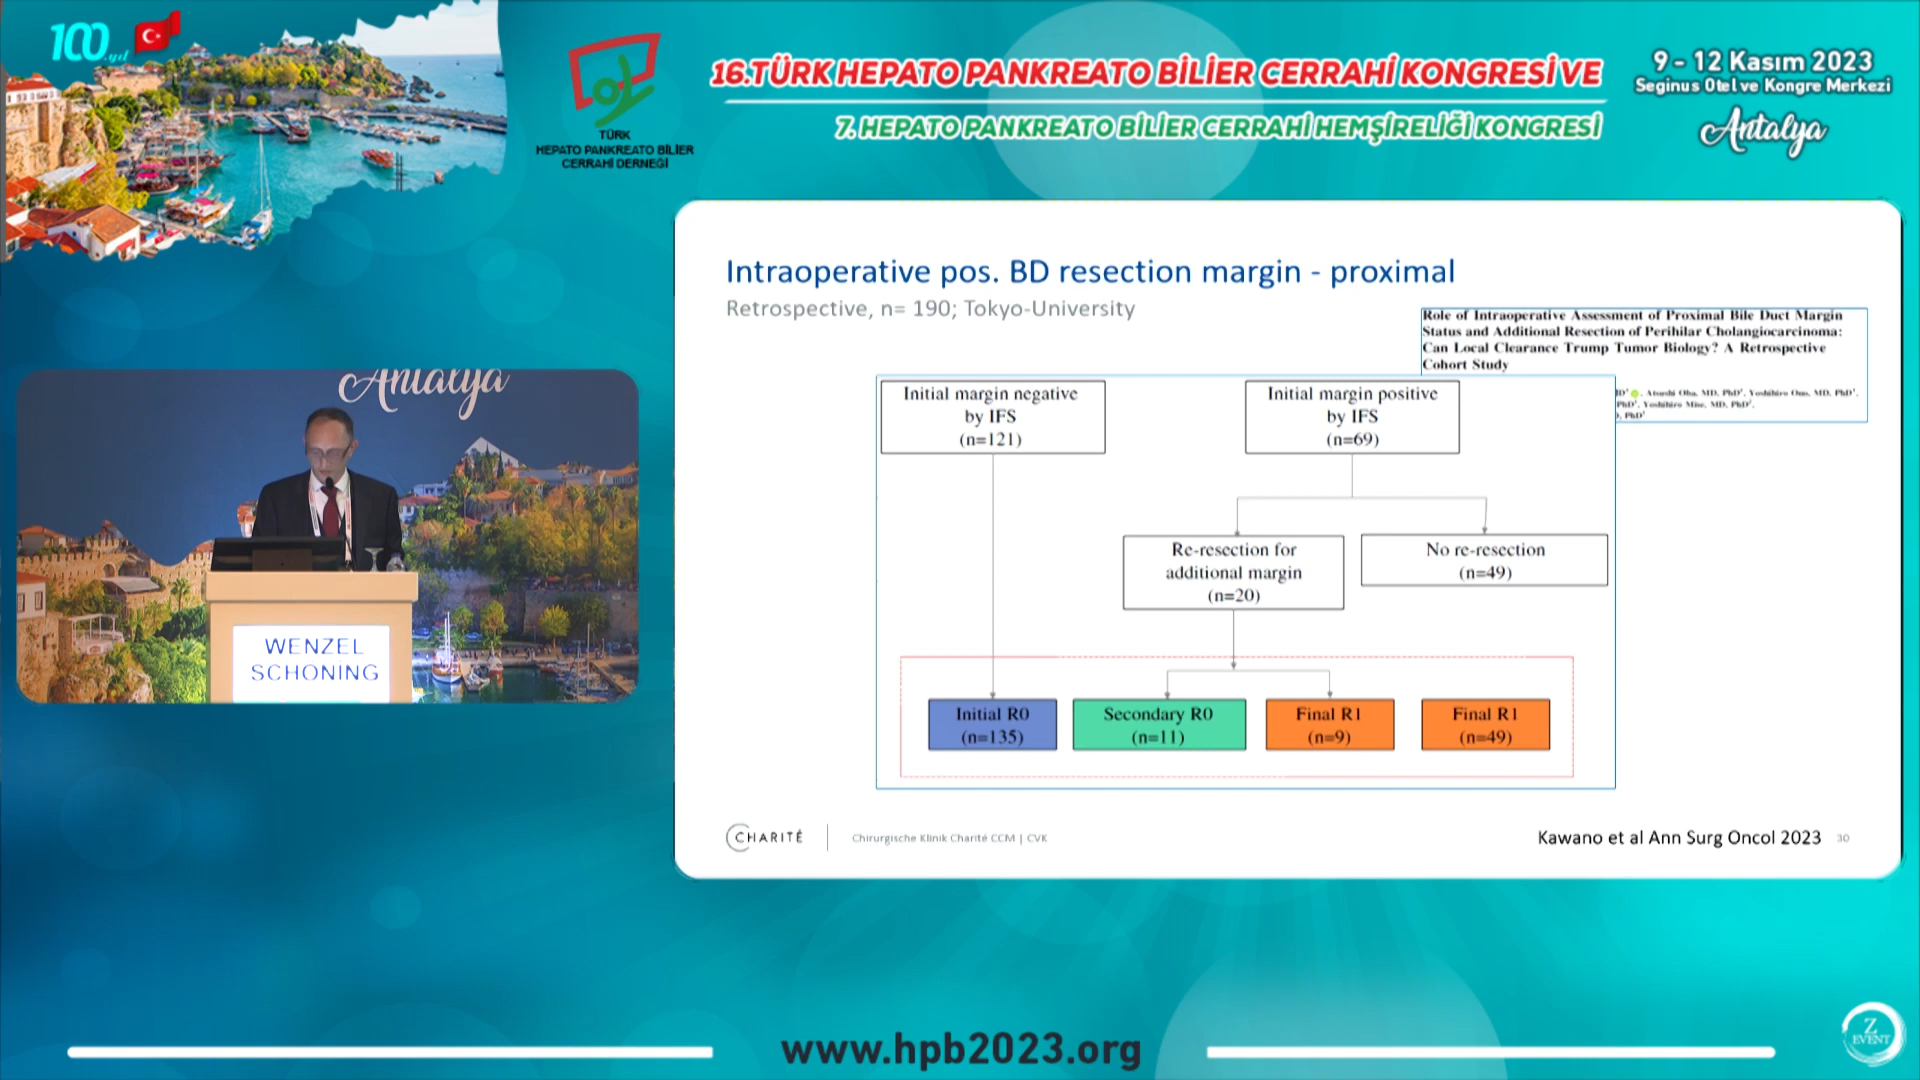 100.yıl
TÜRK
HEPATO PANKREATO BİLİER
CERRAHİ DERNEĞİ
16.TÜRK HEPATO PANKREATO BİLİER CERRAHİ KONGRESİ VE
7. HEPATO PANKREATO BİLİER CERRAHİ HEMŞİRELİĞİ KONGRESİ
9 - 12 Kasım 2023
Seginus Otel ve Kongre Merkezi
Antalya
Antalya
WENZEL
SCHONING
Intraoperative pos. BD resection margin - proximal
Retrospective, n= 190; Tokyo-University
Role of Intraoperative Assessment of Proximal Bile Duct Margin
Status and Additional Resection of Perihilar Cholangiocarcinoma:
Can Local Clearance Trump Tumor Biology? A Retrospective
Cohort Study
Initial margin negative
by IFS
(n=121)
Initial margin positive
by IFS
(n=69)
Re-resection for
additional margin
(n=20)
No re-resection
(n=49)
Initial R0
(n=135)
Secondary R0
(n=11)
Final R1
(n=9)
Final R1
(n=49)
CHARITÉ
Chirurgische Klinik Charité CCM | CVK
Kawano et al Ann Surg Oncol 2023
30
www.hpb2023.org
Z
EVENT